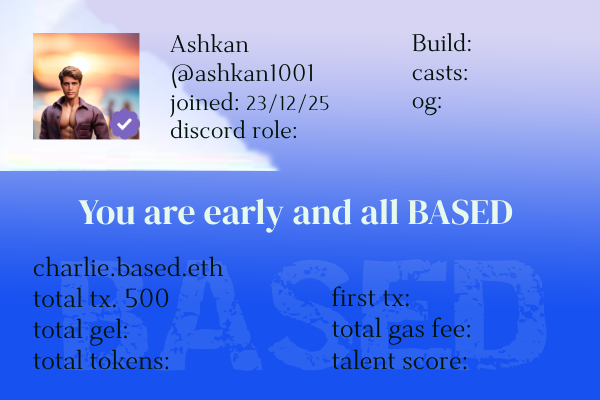 Ashkan
@ashkan1001
joined: 23/12/25
discord role:
Build:
casts:
og:
You are early and all BASED
charlie.based.eth
total tx. 500
total gel:
total tokens:
first tx:
total gas fee:
talent score:
BASED